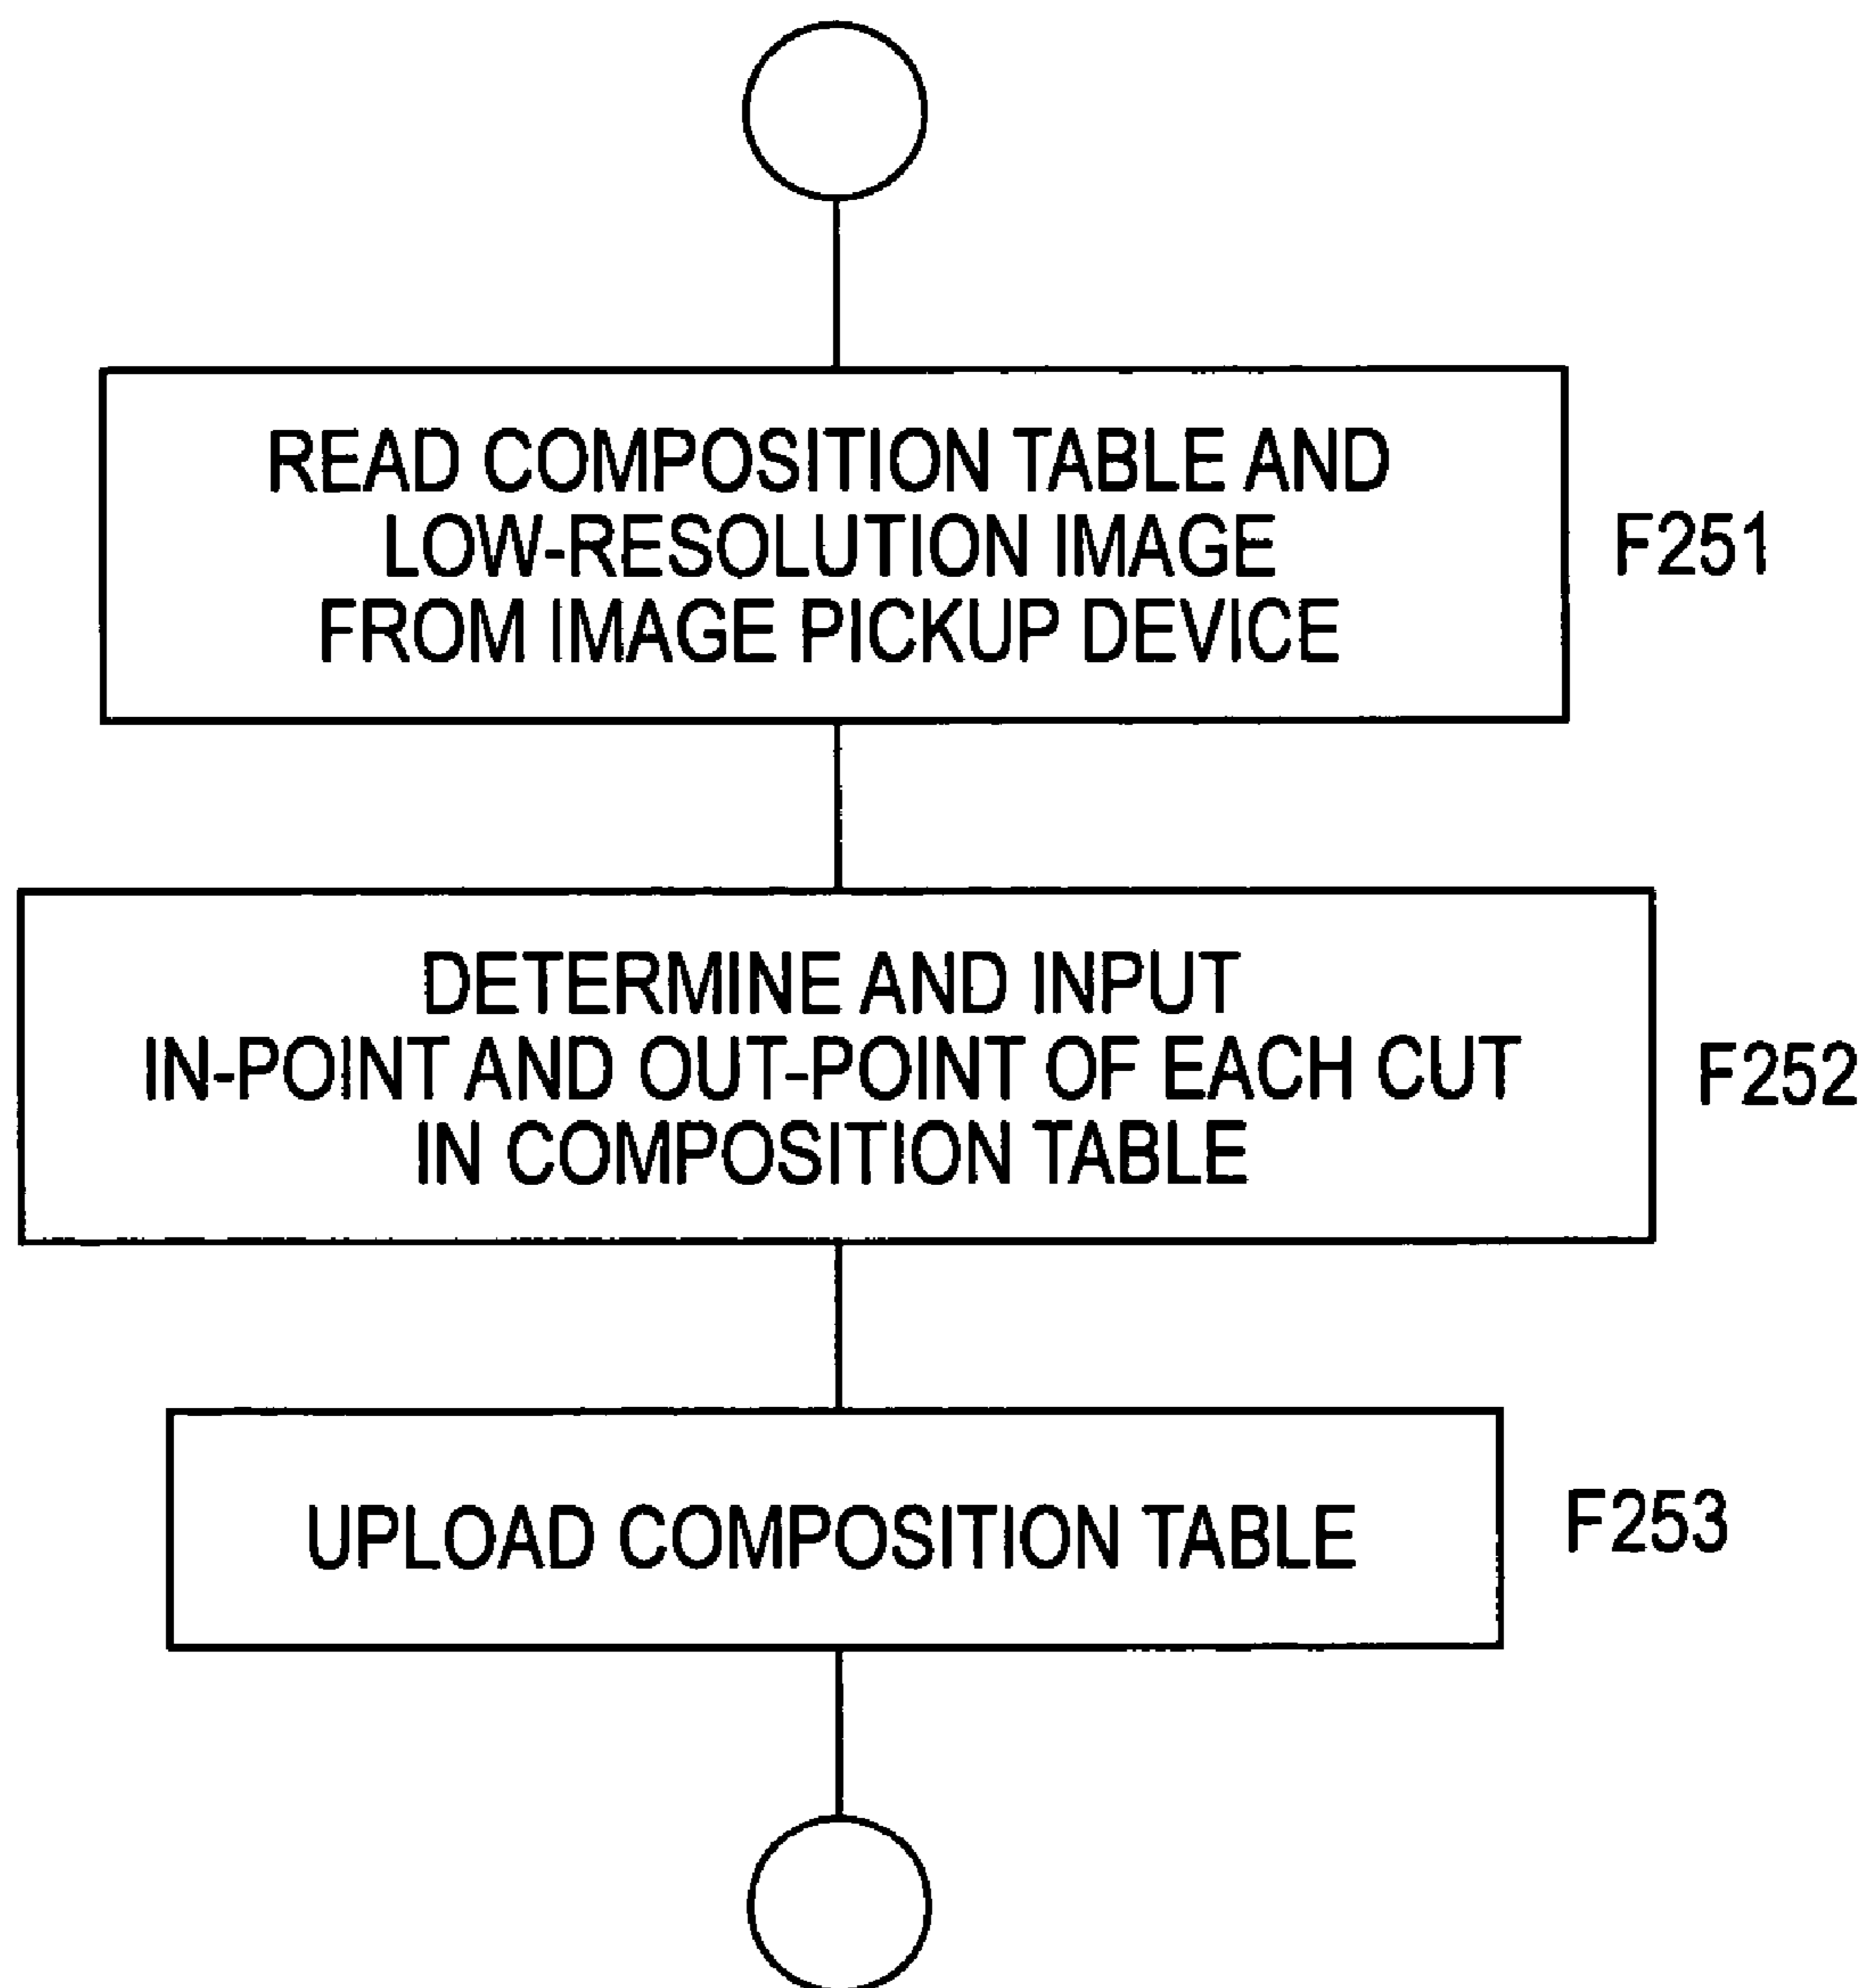 READ COMPOSITION TABLE AND
LOW-RESOLUTION IMAGE
FROM IMAGE PICKUP DEVICE
F251
DETERMINE AND INPUT
IN-POINT AND OUT-POINT OF EACH CUT
IN COMPOSITION TABLE
F252
UPLOAD COMPOSITION TABLE
F253